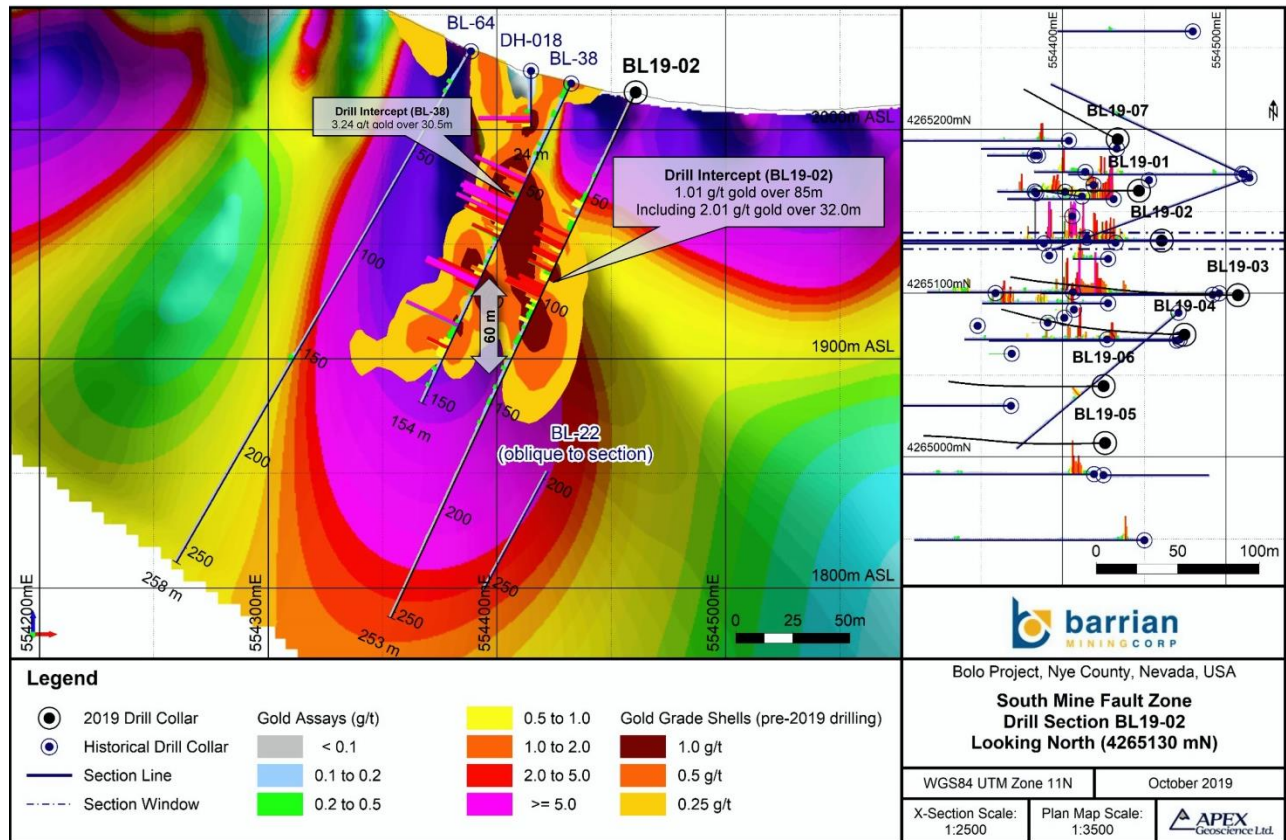 BL-64
DH-018
BL-38
BL19-02
Drill Intercept (BL-38)
3.24 g/t gold over 30.5m
2000m ASL
24 m
50
50
50
Drill Intercept (BL19-02)
1.01 g/t gold over 85m
Including 2.01 g/t gold over 32.0m
100
100
60 m
1900m ASL
150
150
154 m
150
BL-22
(oblique to section)
200
200
200
250
258 m
250
253 m
250
1800m ASL
554200mE
554300mE
554400mE
554500mE
0 25 50m
554400mE
554500mE
N
4265200mN
BL19-07
BL19-01
BL19-02
BL19-03
4265100mN
BL19-04
BL19-06
BL19-05
4265000mN
0 50 100m
barrian
MINING CORP
Legend
2019 Drill Collar
Historical Drill Collar
Section Line
Section Window
Gold Assays (g/t)
< 0.1
0.1 to 0.2
0.2 to 0.5
0.5 to 1.0
1.0 to 2.0
2.0 to 5.0
>= 5.0
Gold Grade Shells (pre-2019 drilling)
1.0 g/t
0.5 g/t
0.25 g/t
Bolo Project, Nye County, Nevada, USA
South Mine Fault Zone
Drill Section BL19-02
Looking North (4265130 mN)
WGS84 UTM Zone 11N
October 2019
X-Section Scale:
1:2500
Plan Map Scale:
1:3500
APEX
Geoscience Ltd.